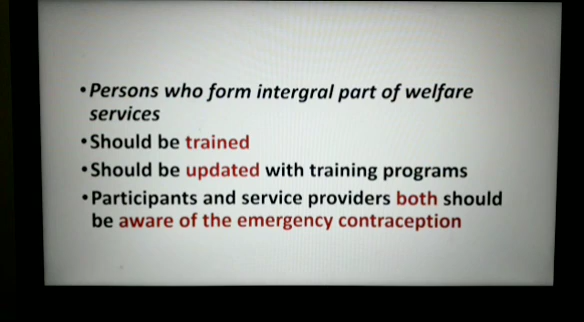 • Persons who form intergral part of welfare
services
• Should be trained
• Should be updated with training programs
• Participants and service providers both should
be aware of the emergency contraception